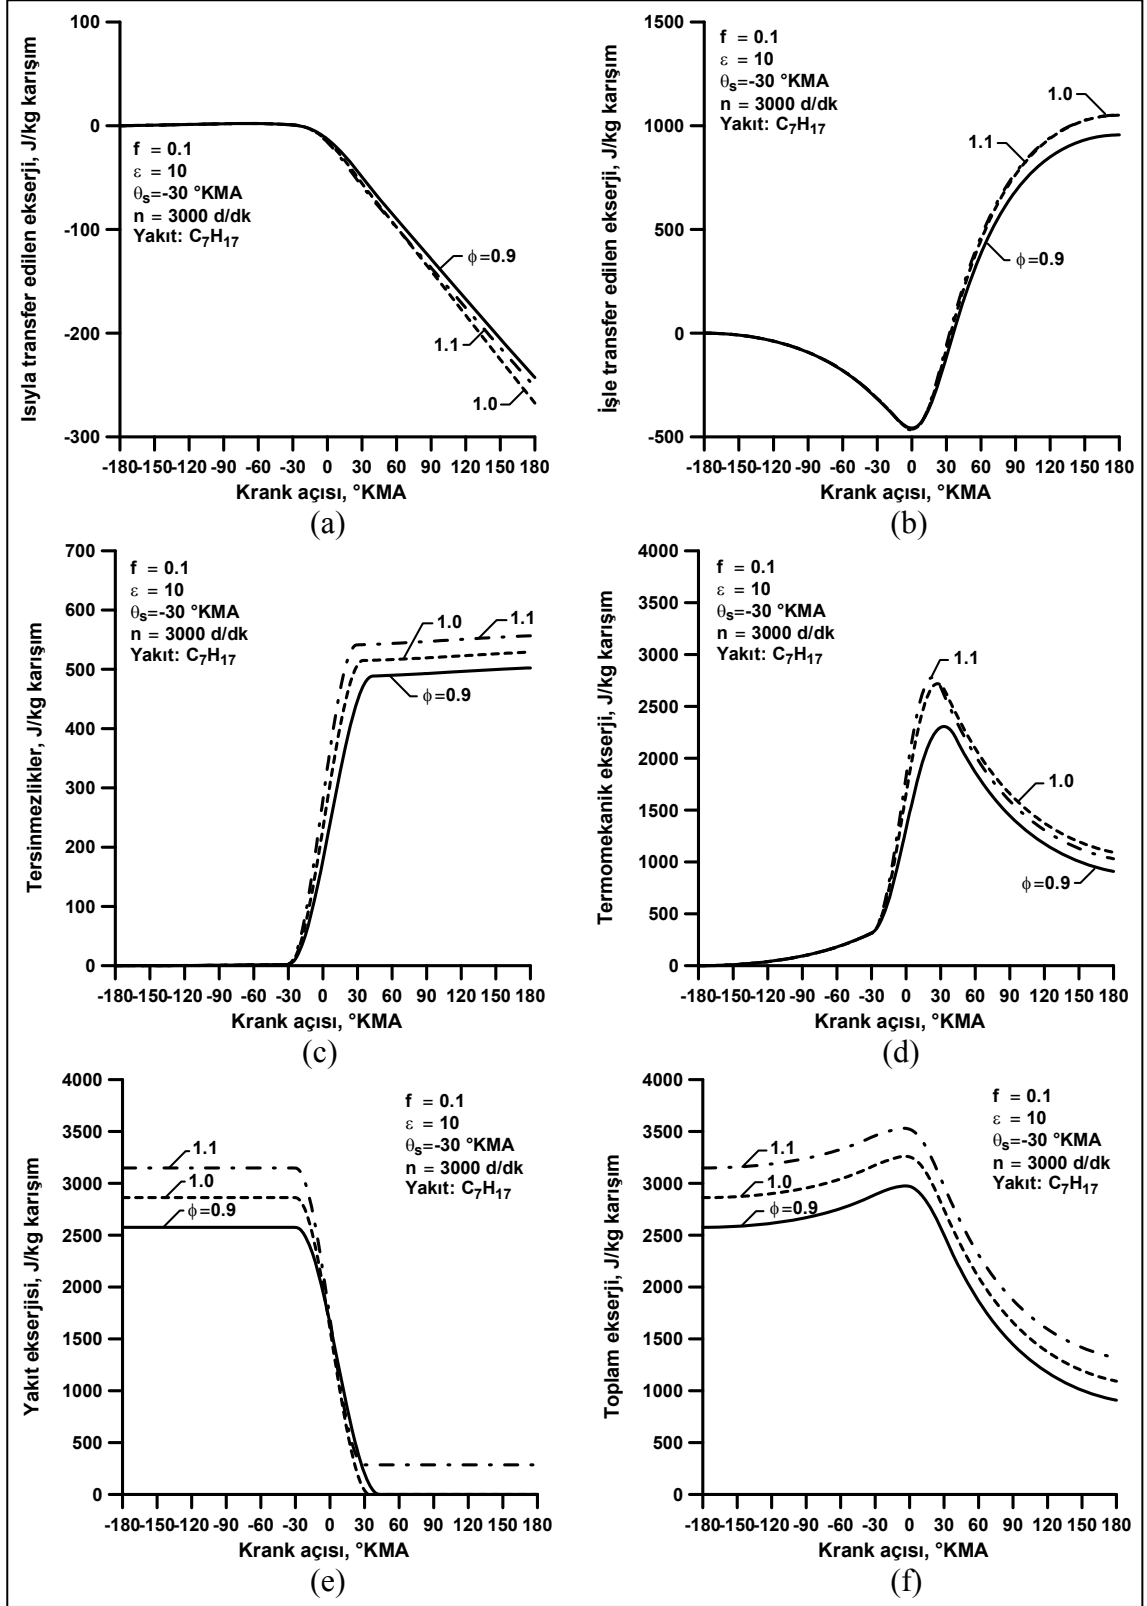 Isıyla transfer edilen ekserji, J/kg karışım
100
0
-100
-200
-300
f = 0.1
ε = 10
θs=-30 °KMA
n = 3000 d/dk
Yakıt: C7H17
ϕ=0.9
1.1
1.0
-180-150-120 -90 -60 -30 0 30 60 90 120 150 180
Krank açısı, °KMA
(a)
İşle transfer edilen ekserji, J/kg karışım
1500
1000
500
0
-500
f = 0.1
ε = 10
θs=-30 °KMA
n = 3000 d/dk
Yakıt: C7H17
1.0
1.1
ϕ=0.9
-180-150-120 -90 -60 -30 0 30 60 90 120 150 180
Krank açısı, °KMA
(b)
Tersinmezlikler, J/kg karışım
700
600
500
400
300
200
100
0
f = 0.1
ε = 10
θs=-30 °KMA
n = 3000 d/dk
Yakıt: C7H17
1.0
1.1
ϕ=0.9
-180-150-120 -90 -60 -30 0 30 60 90 120 150 180
Krank açısı, °KMA
(c)
Termomekanik ekserji, J/kg karışım
4000
3500
3000
2500
2000
1500
1000
500
0
f = 0.1
ε = 10
θs=-30 °KMA
n = 3000 d/dk
Yakıt: C7H17
1.1
1.0
ϕ=0.9
-180-150-120 -90 -60 -30 0 30 60 90 120 150 180
Krank açısı, °KMA
(d)
Yakıt ekserjisi, J/kg karışım
4000
3500
3000
2500
2000
1500
1000
500
0
f = 0.1
ε = 10
θs=-30 °KMA
n = 3000 d/dk
Yakıt: C7H17
1.1
1.0
ϕ=0.9
-180-150-120 -90 -60 -30 0 30 60 90 120 150 180
Krank açısı, °KMA
(e)
Toplam ekserji, J/kg karışım
4000
3500
3000
2500
2000
1500
1000
500
0
f = 0.1
ε = 10
θs=-30 °KMA
n = 3000 d/dk
Yakıt: C7H17
1.1
1.0
ϕ=0.9
-180-150-120 -90 -60 -30 0 30 60 90 120 150 180
Krank açısı, °KMA
(f)